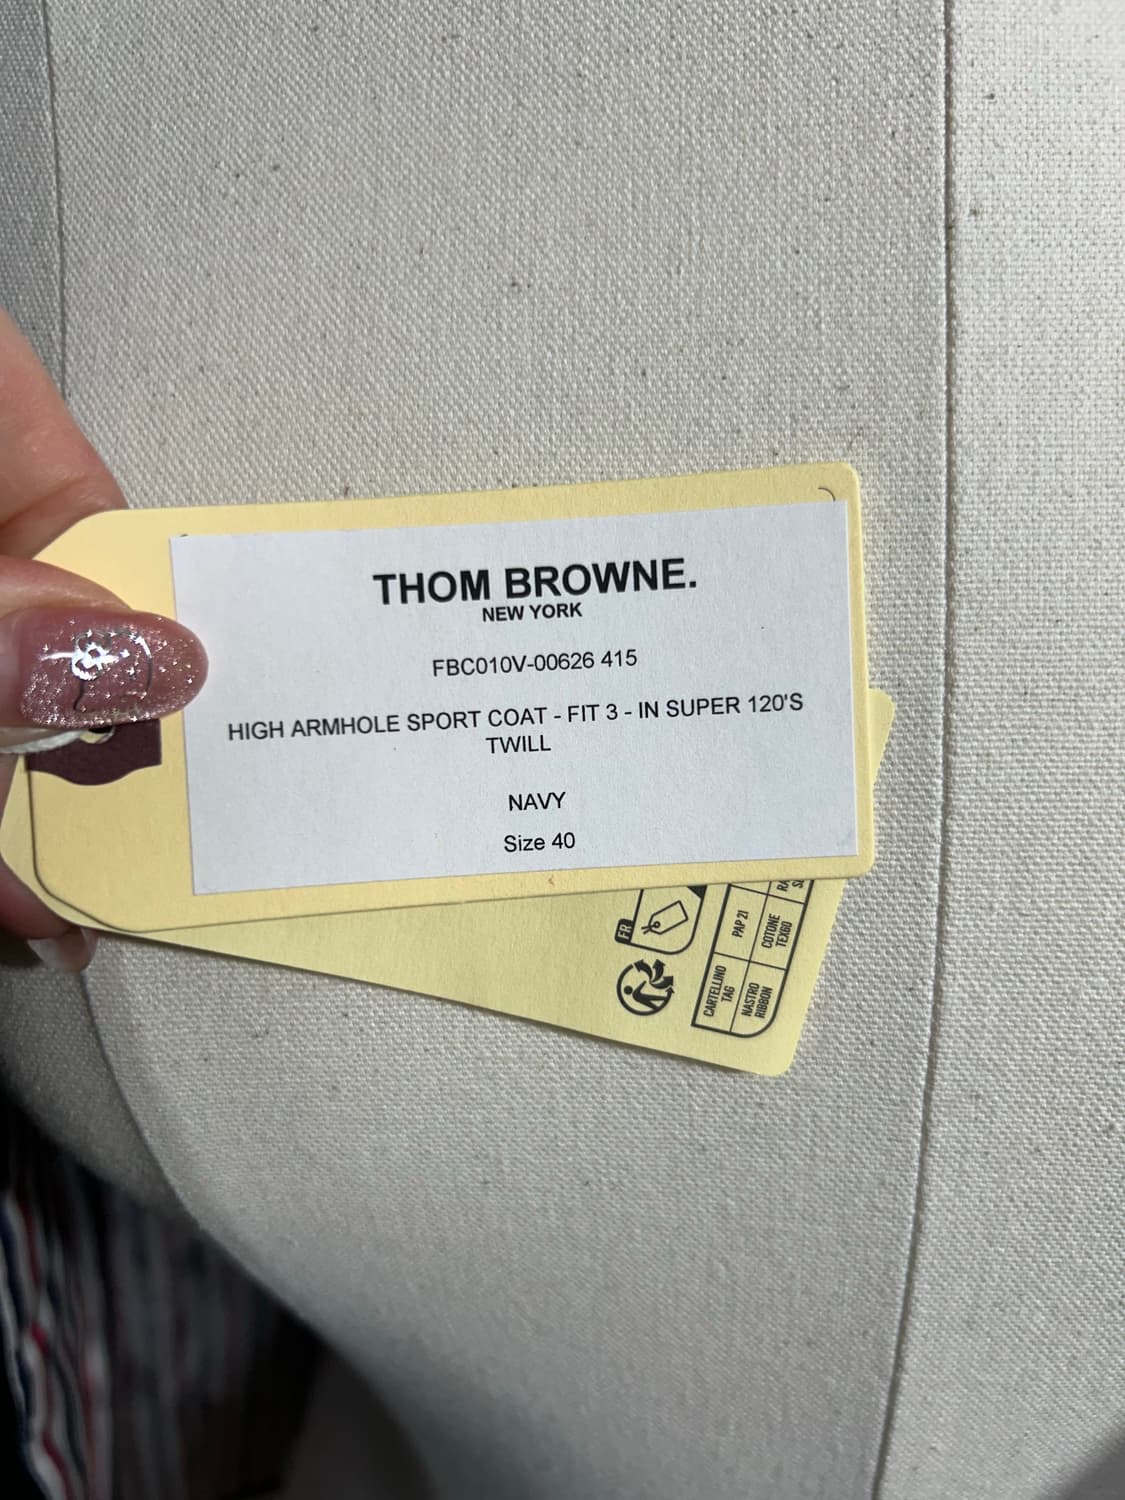 THOM BROWNE.
NEW YORK
FBC010V-00626 415
HIGH ARMHOLE SPORT COAT - FIT 3 - IN SUPER 120'S
TWILL
NAVY
Size 40
FR
CARTELLINO
TAG
PAP 21
NASTRO
RIBBON
COTONE
TEX60